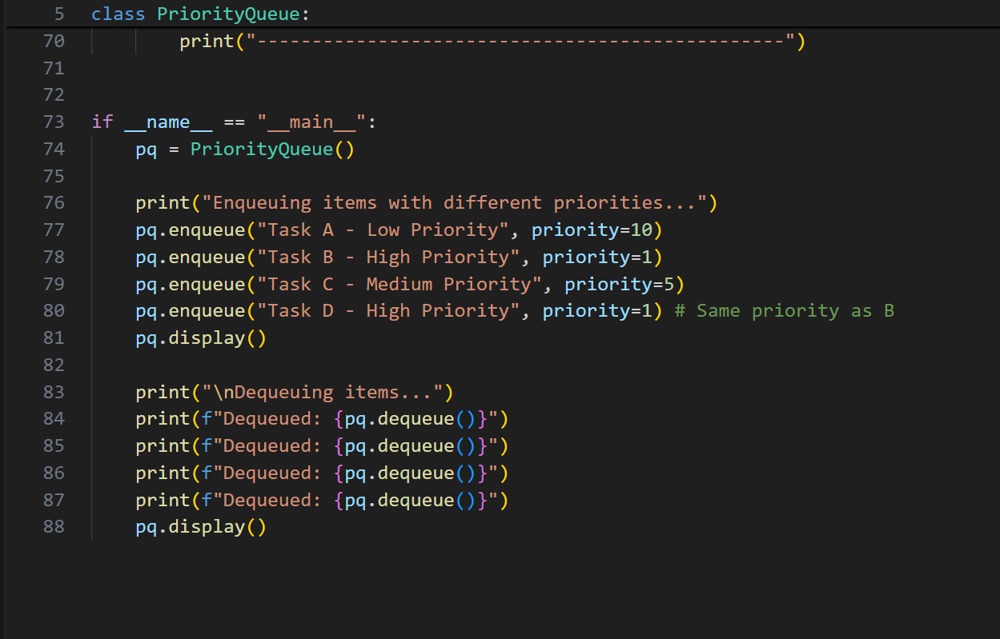 5 class PriorityQueue:
70 print("------------------------------------------------")
71
72
73 if __name__ == "__main__":
74 pq = PriorityQueue()
75
76 print("Enqueuing items with different priorities...")
77 pq.enqueue("Task A - Low Priority", priority=10)
78 pq.enqueue("Task B - High Priority", priority=1)
79 pq.enqueue("Task C - Medium Priority", priority=5)
80 pq.enqueue("Task D - High Priority", priority=1) # Same priority as B
81 pq.display()
82
83 print("\nDequeuing items...")
84 print(f"Dequeued: {pq.dequeue()}")
85 print(f"Dequeued: {pq.dequeue()}")
86 print(f"Dequeued: {pq.dequeue()}")
87 print(f"Dequeued: {pq.dequeue()}")
88 pq.display()